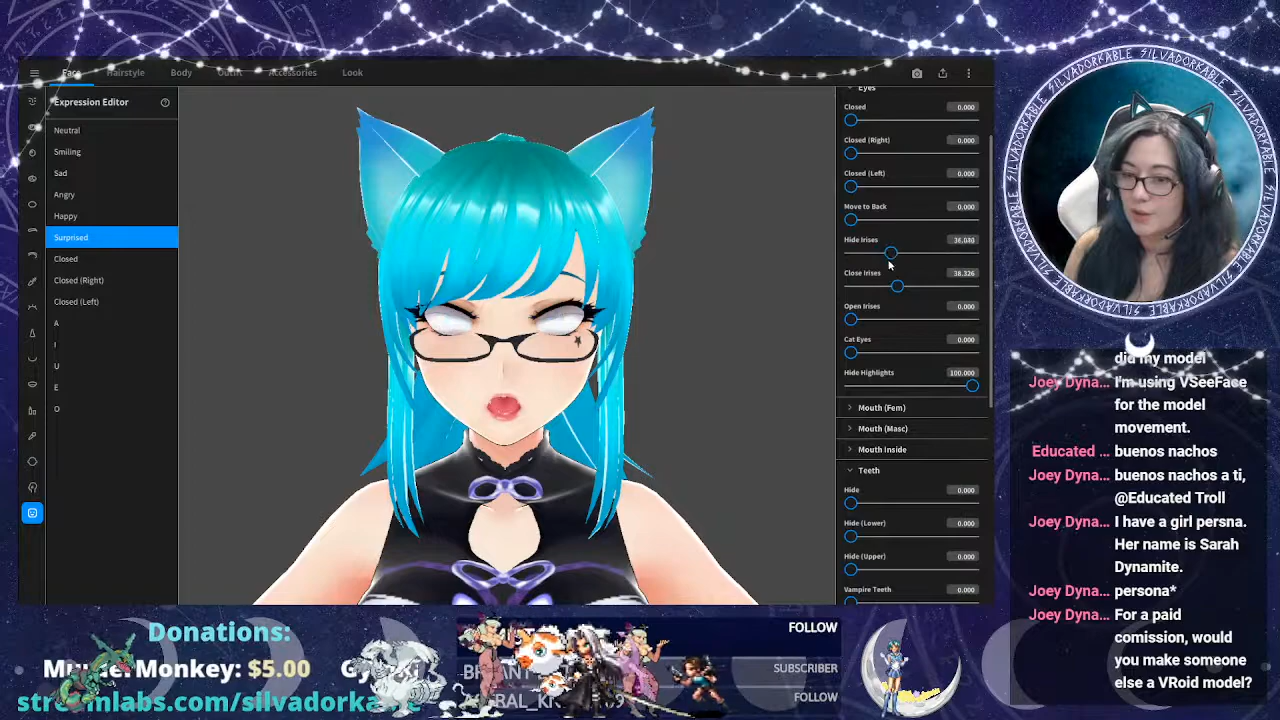 Face
Hairstyle
Body
Outfit
Accessories
Look
Expression Editor
Neutral
Smiling
Sad
Angry
Happy
Surprised
Closed
Closed (Right)
Closed (Left)
A
I
U
E
O
Eyes
Closed 0.000
Closed (Right) 0.000
Closed (Left) 0.000
Move to Back 0.000
Hide Irises
Close Irises 38.326
Open Irises 0.000
Cat Eyes 0.000
Hide Highlights 100.000
Mouth (Fem)
Mouth (Masc)
Mouth Inside
Teeth
Hide 0.000
Hide (Lower) 0.000
Hide (Upper) 0.000
Vampire Teeth 0.000
SILVADORKABLE SILVADORKABLE SILVADORKABLE SILVADORKABLE
did my model
Joey Dyna... I'm using VSeeFace
for the model
movement.
Educated ... buenos nachos
Joey Dyna... buenos nachos a ti,
@Educated Troll
Joey Dyna... I have a girl persna.
Her name is Sarah
Dynamite.
Joey Dyna... persona*
Joey Dyna... For a paid
comission, would
you make someone
else a VRoid model?
Donations:
Monkey: $5.00
FOLLOW
SUBSCRIBER
FOLLOW